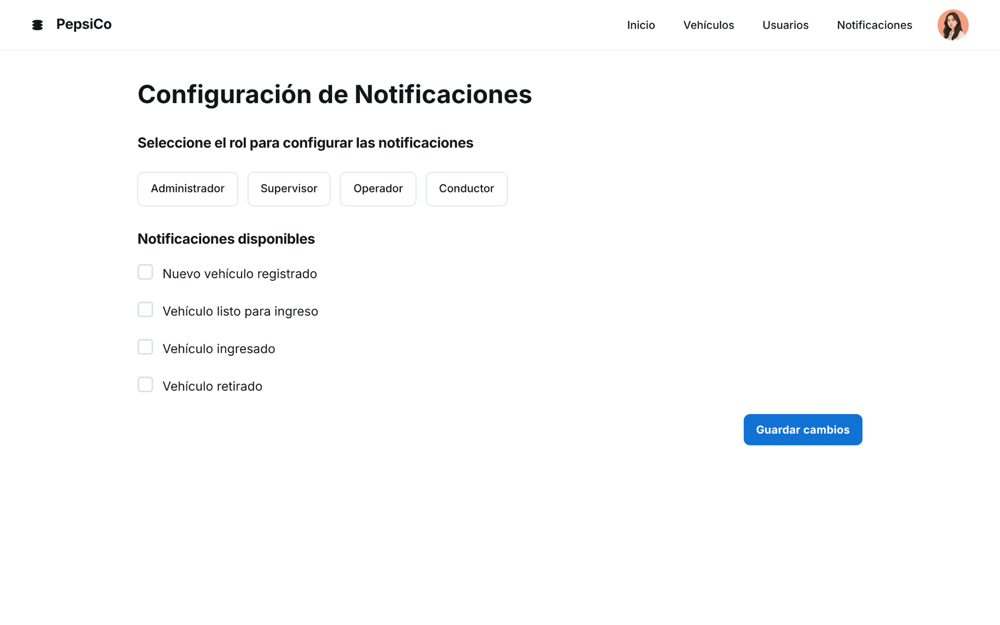 PepsiCo
Inicio
Vehículos
Usuarios
Notificaciones
Configuración de Notificaciones
Seleccione el rol para configurar las notificaciones
Administrador
Supervisor
Operador
Conductor
Notificaciones disponibles
Nuevo vehículo registrado
Vehículo listo para ingreso
Vehículo ingresado
Vehículo retirado
Guardar cambios